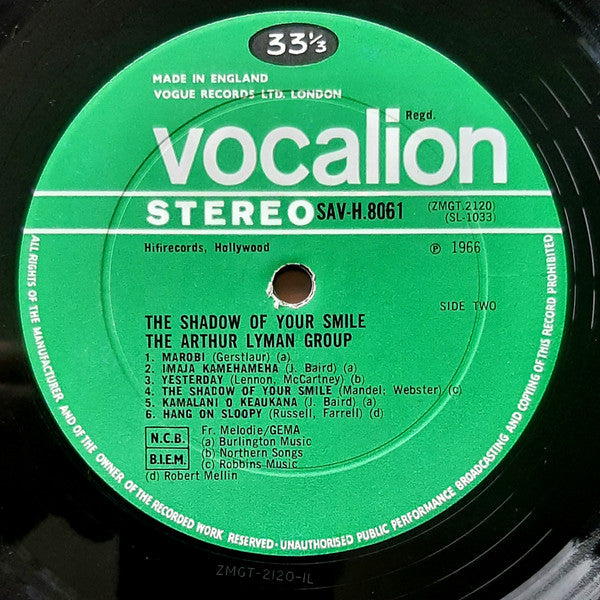 33⅓
MADE IN ENGLAND
VOGUE RECORDS LTD. LONDON
Regd.
vocalion
STEREO SAV-H.8061 (ZMGT.2120)
(SL-1033)
Hifirecords, Hollywood ℗ 1966
SIDE TWO
THE SHADOW OF YOUR SMILE
THE ARTHUR LYMAN GROUP
1. MAROBI (Gerstlaur) (a)
2. IMAJA KAMEHAMEHA (J. Baird) (a)
3. YESTERDAY (Lennon, McCartney) (b)
4. THE SHADOW OF YOUR SMILE (Mandel; Webster) (c)
5. KAMALANI O KEAUKANA (J. Baird) (a)
6. HANG ON SLOOPY (Russell, Farrell) (d)
N.C.B.
B.I.E.M.
Fr. Melodie/GEMA
(a) Burlington Music
(b) Northern Songs
(c) Robbins Music
(d) Robert Mellin
ALL RIGHTS OF THE MANUFACTURER AND OF THE OWNER OF THE RECORDED WORK RESERVED · UNAUTHORISED PUBLIC PERFORMANCE BROADCASTING AND COPYING OF THIS RECORD PROHIBITED
ZMGT-2120-1L